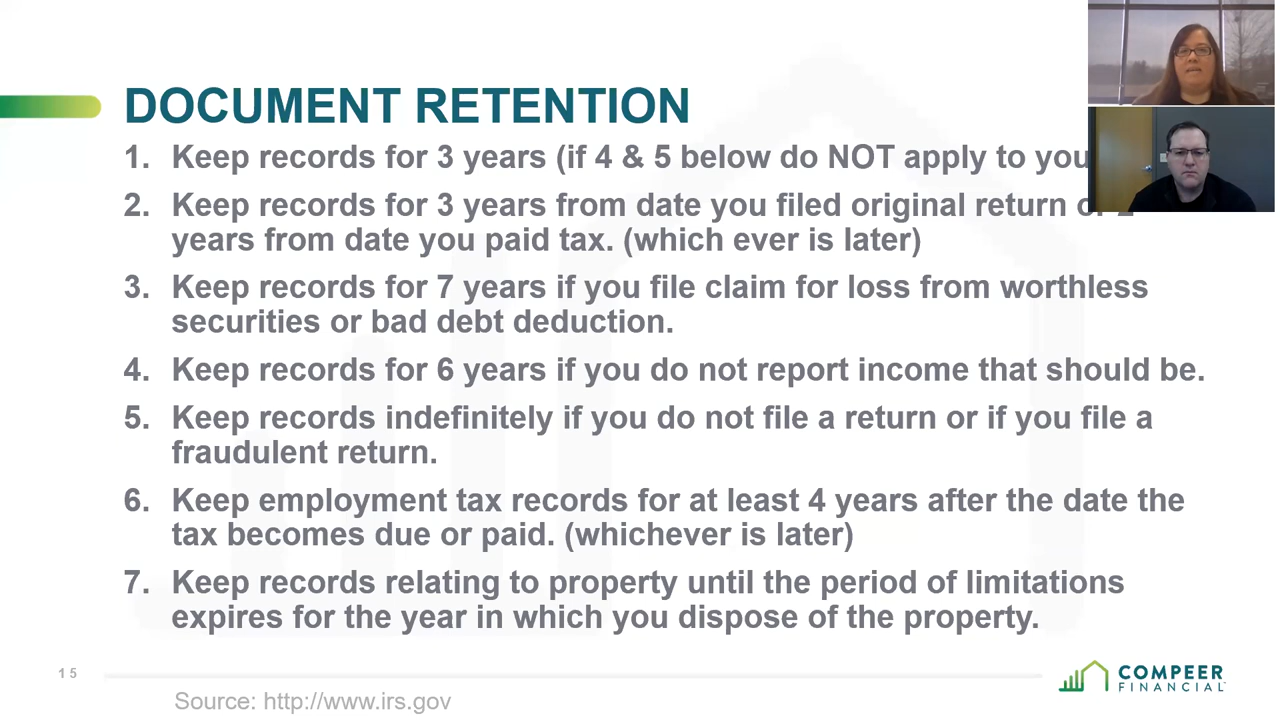 DOCUMENT RETENTION
1. Keep records for 3 years (if 4 & 5 below do NOT apply to you
2. Keep records for 3 years from date you filed original return
years from date you paid tax. (which ever is later)
3. Keep records for 7 years if you file claim for loss from worthless
securities or bad debt deduction.
4. Keep records for 6 years if you do not report income that should be.
5. Keep records indefinitely if you do not file a return or if you file a
fraudulent return.
6. Keep employment tax records for at least 4 years after the date the
tax becomes due or paid. (whichever is later)
7. Keep records relating to property until the period of limitations
expires for the year in which you dispose of the property.
15
Source: http://www.irs.gov
COMPEER
FINANCIAL